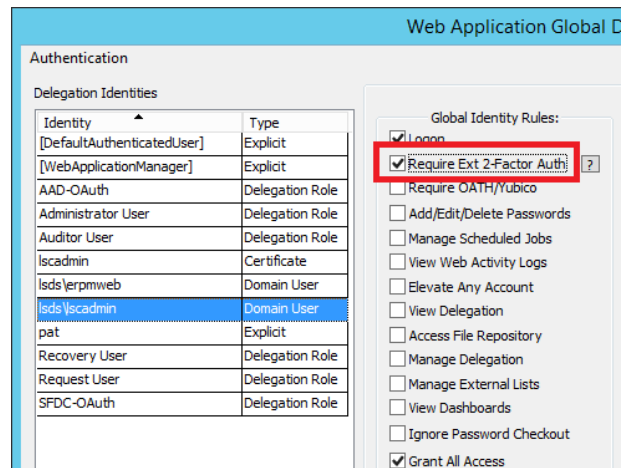 Web Application Global D
Authentication
Delegation Identities
Identity Type
[DefaultAuthenticatedUser] Explicit
[WebApplicationManager] Explicit
AAD-OAuth Delegation Role
Administrator User Delegation Role
Auditor User Delegation Role
lscadmin Certificate
lsds\erpmweb Domain User
lsds\lscadmin Domain User
pat Explicit
Recovery User Delegation Role
Request User Delegation Role
SFDC-OAuth Delegation Role
Global Identity Rules:
Logon
Require Ext 2-Factor Auth ?
Require OATH/Yubico
Add/Edit/Delete Passwords
Manage Scheduled Jobs
View Web Activity Logs
Elevate Any Account
View Delegation
Access File Repository
Manage Delegation
Manage External Lists
View Dashboards
Ignore Password Checkout
Grant All Access